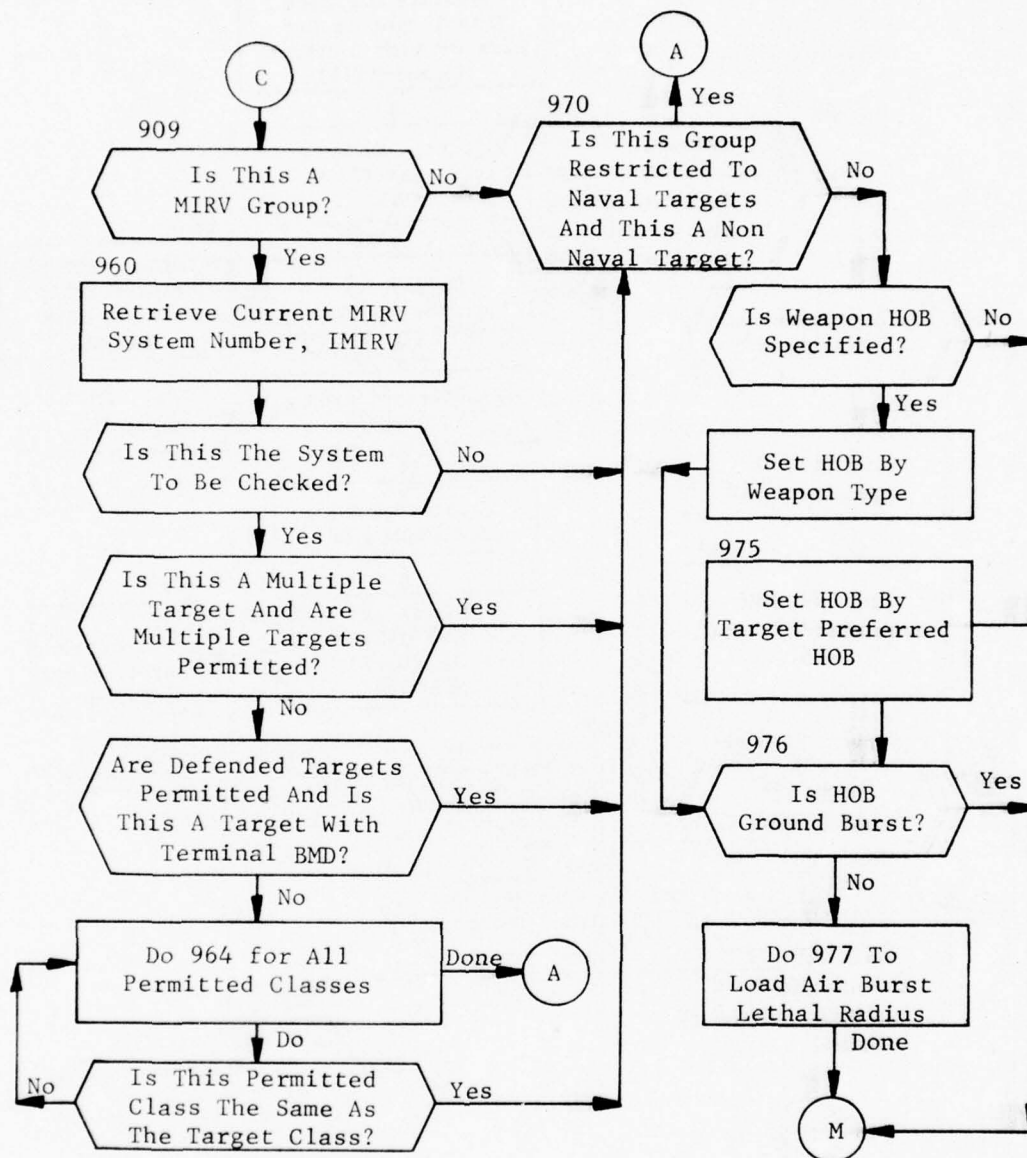 C
909
Is This A
MIRV Group?
No
Yes
960
Retrieve Current MIRV
System Number, IMIRV
Is This The System
To Be Checked?
No
Yes
Is This A Multiple
Target And Are
Multiple Targets
Permitted?
Yes
No
Are Defended Targets
Permitted And Is
This A Target With
Terminal BMD?
Yes
No
Do 964 for All
Permitted Classes
Done
A
Do
Is This Permitted
Class The Same As
The Target Class?
No
Yes
A
Yes
970
Is This Group
Restricted To
Naval Targets
And This A Non
Naval Target?
No
Is Weapon HOB
Specified?
No
Yes
Set HOB By
Weapon Type
975
Set HOB By
Target Preferred
HOB
976
Is HOB
Ground Burst?
Yes
No
Do 977 To
Load Air Burst
Lethal Radius
Done
M